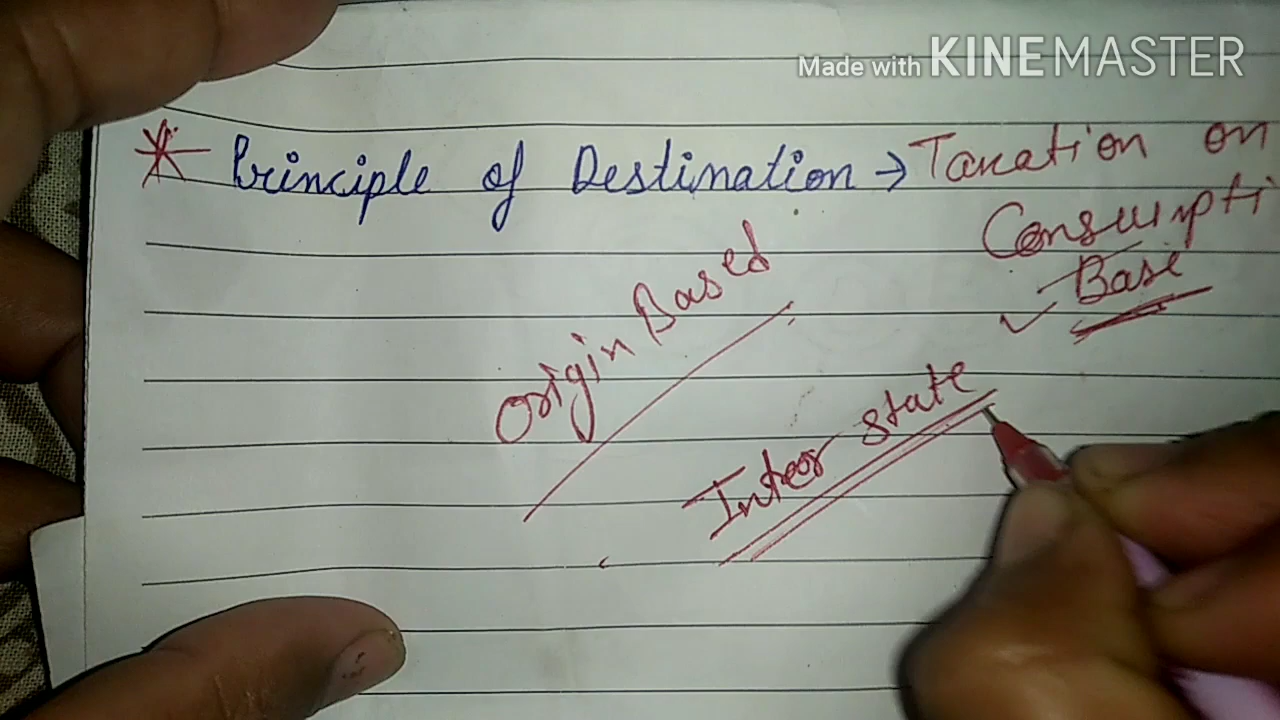 Made with KINEMASTER
* Principle of Destination → Taxation on
Consumpti
Base
Origin Based
Inter state